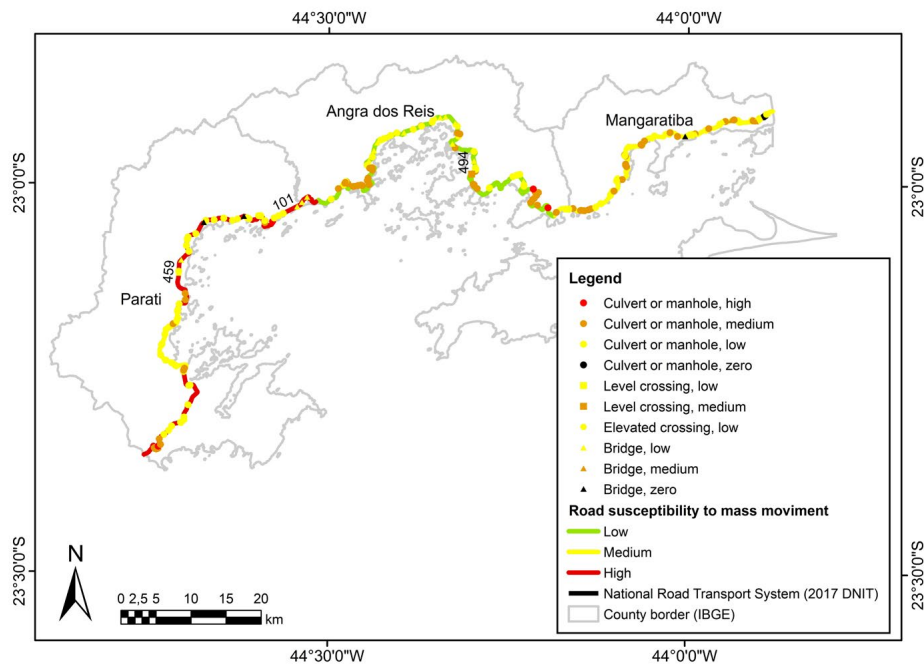 44°30'0"W 44°0'0"W
Angra dos Reis
Mangaratiba
23°0'0"S 494 23°0'0"S
101
459
Parati
Legend
Culvert or manhole, high
Culvert or manhole, medium
Culvert or manhole, low
Culvert or manhole, zero
Level crossing, low
Level crossing, medium
Elevated crossing, low
Bridge, low
Bridge, medium
Bridge, zero
Road susceptibility to mass moviment
Low
Medium
High
National Road Transport System (2017 DNIT)
County border (IBGE)
N
0 2,5 5 10 15 20
km
23°30'0"S 23°30'0"S
44°30'0"W 44°0'0"W